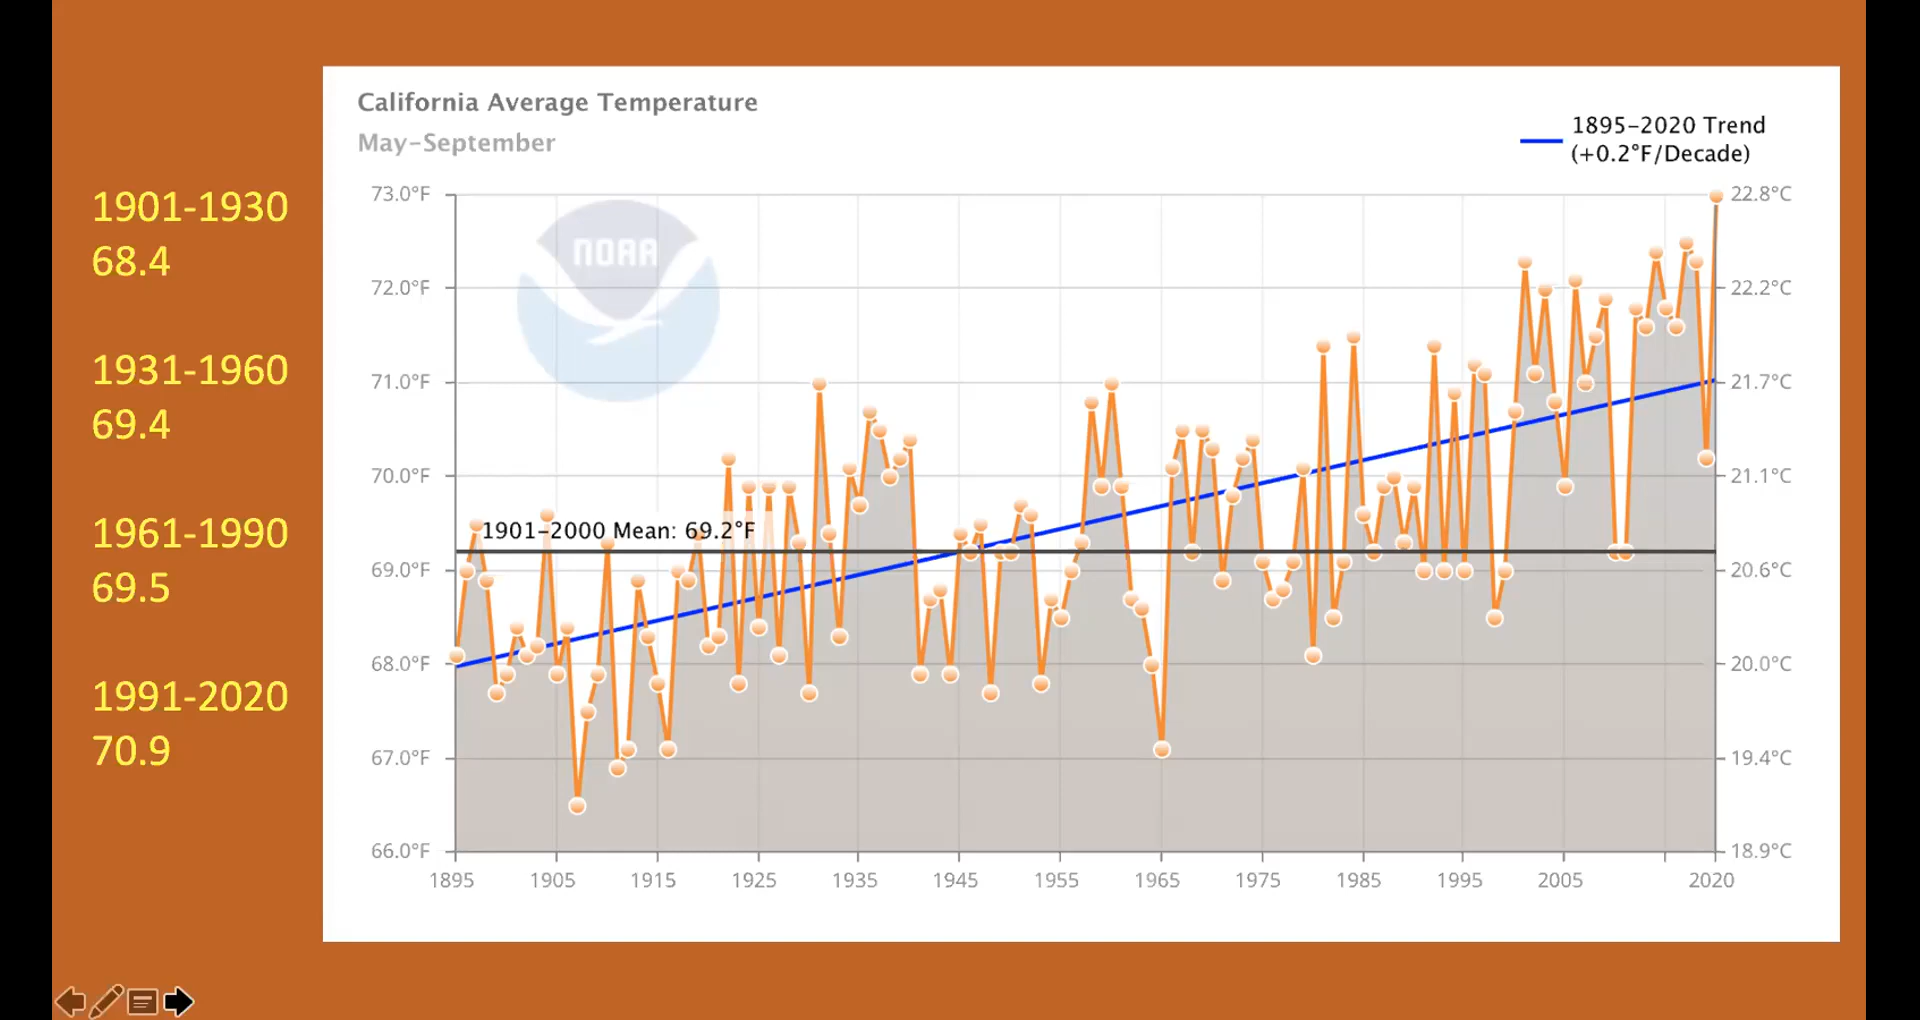 1901-1930
68.4
1931-1960
69.4
1961-1990
69.5
1991-2020
70.9
California Average Temperature
May–September
1895–2020 Trend
(+0.2°F/Decade)
NOAA
1901-2000 Mean: 69.2°F
73.0°F
72.0°F
71.0°F
70.0°F
69.0°F
68.0°F
67.0°F
66.0°F
22.8°C
22.2°C
21.7°C
21.1°C
20.6°C
20.0°C
19.4°C
18.9°C
1895 1905 1915 1925 1935 1945 1955 1965 1975 1985 1995 2005 2020